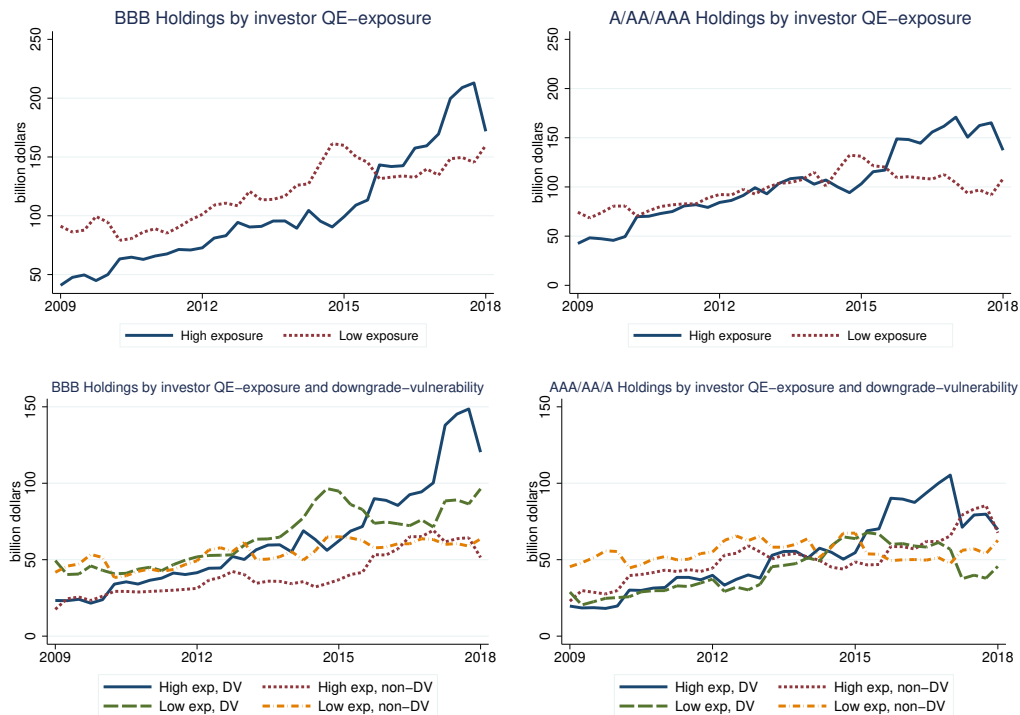 BBB Holdings by investor QE−exposure
billion dollars
250
200
150
100
50
2009
2012
2015
2018
High exposure
Low exposure
A/AA/AAA Holdings by investor QE−exposure
billion dollars
250
200
150
100
50
0
2009
2012
2015
2018
High exposure
Low exposure
BBB Holdings by investor QE−exposure and downgrade−vulnerability
billion dollars
150
100
50
0
2009
2012
2015
2018
High exp, DV
High exp, non−DV
Low exp, DV
Low exp, non−DV
AAA/AA/A Holdings by investor QE−exposure and downgrade−vulnerability
billion dollars
150
100
50
0
2009
2012
2015
2018
High exp, DV
High exp, non−DV
Low exp, DV
Low exp, non−DV